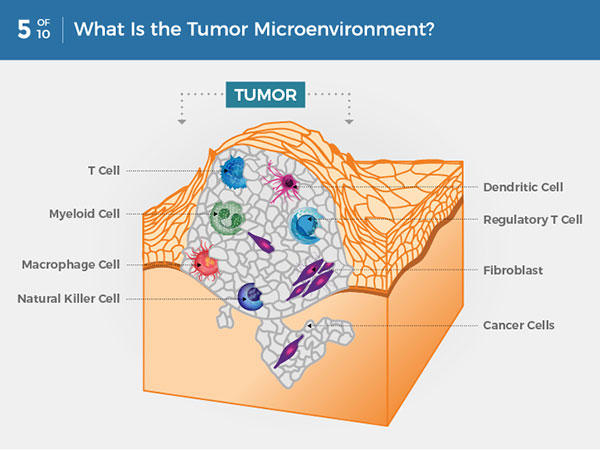 5 OF 10 What Is the Tumor Microenvironment?
TUMOR
T Cell
Myeloid Cell
Macrophage Cell
Natural Killer Cell
Dendritic Cell
Regulatory T Cell
Fibroblast
Cancer Cells